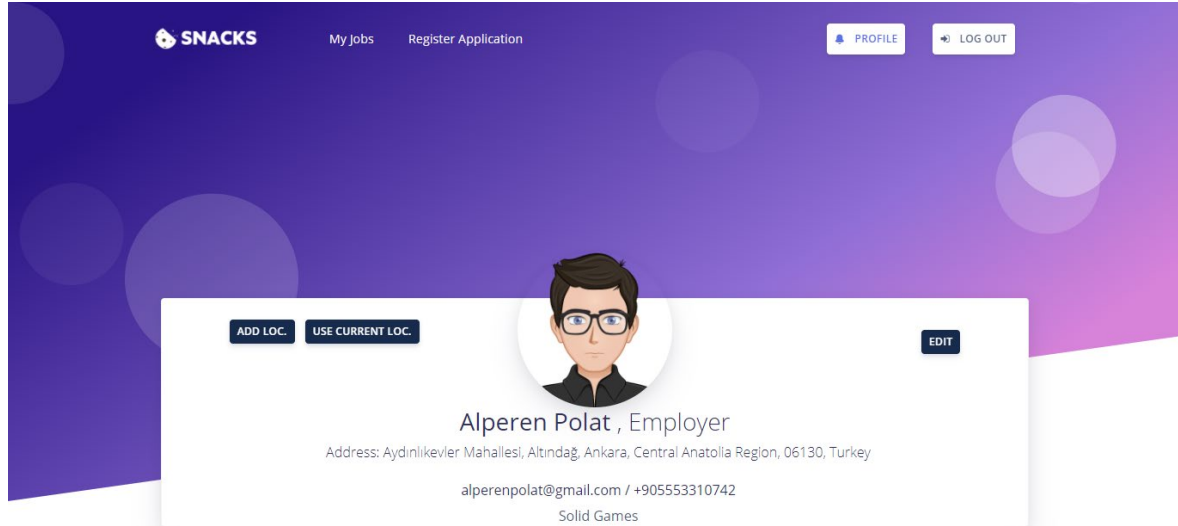 SNACKS My Jobs Register Application PROFILE LOG OUT
ADD LOC. USE CURRENT LOC. EDIT
Alperen Polat , Employer
Address: Aydınlıkevler Mahallesi, Altındağ, Ankara, Central Anatolia Region, 06130, Turkey
alperenpolat@gmail.com / +905553310742
Solid Games